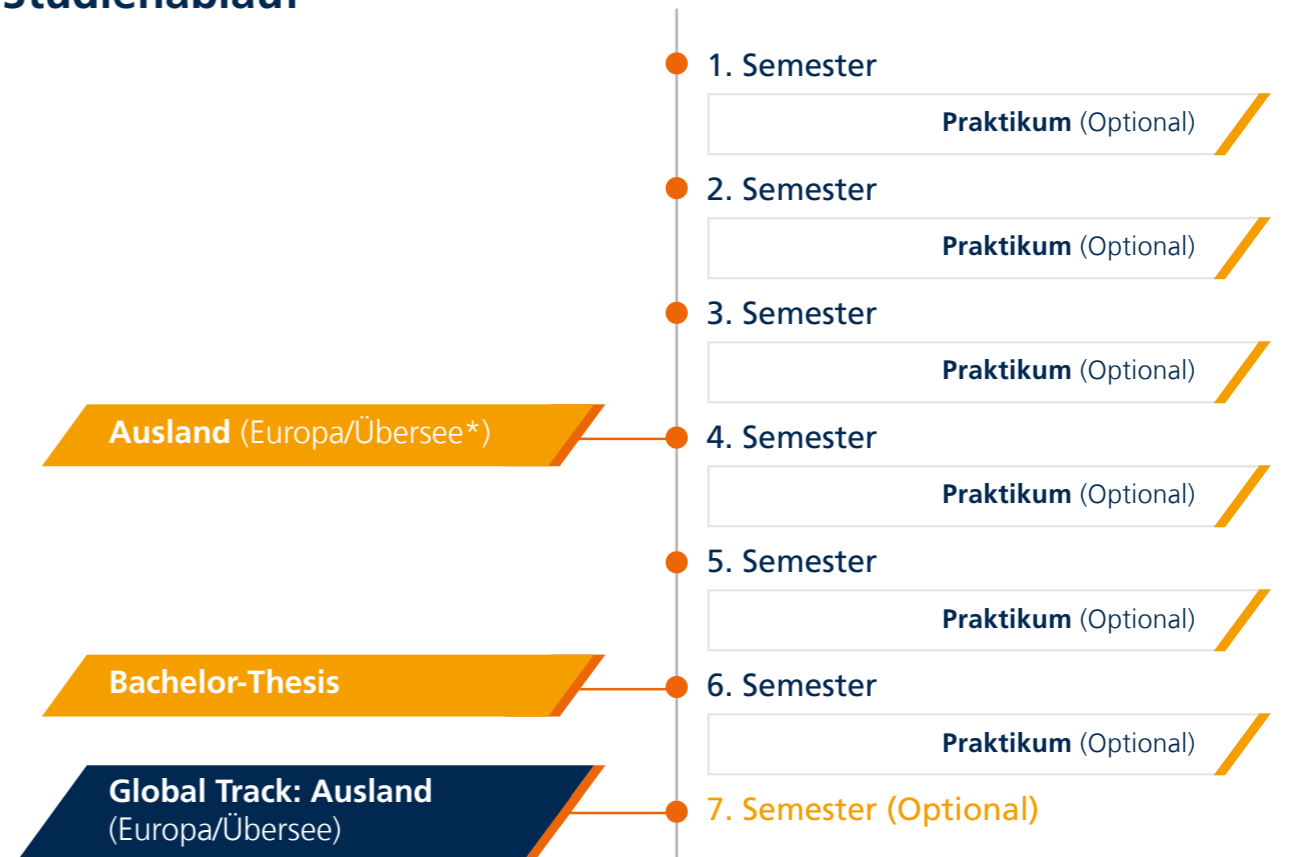 Studienablauf
1. Semester
Praktikum (Optional)
2. Semester
Praktikum (Optional)
3. Semester
Praktikum (Optional)
Ausland (Europa/Übersee*)
4. Semester
Praktikum (Optional)
5. Semester
Praktikum (Optional)
Bachelor-Thesis
6. Semester
Praktikum (Optional)
Global Track: Ausland
(Europa/Übersee)
7. Semester (Optional)